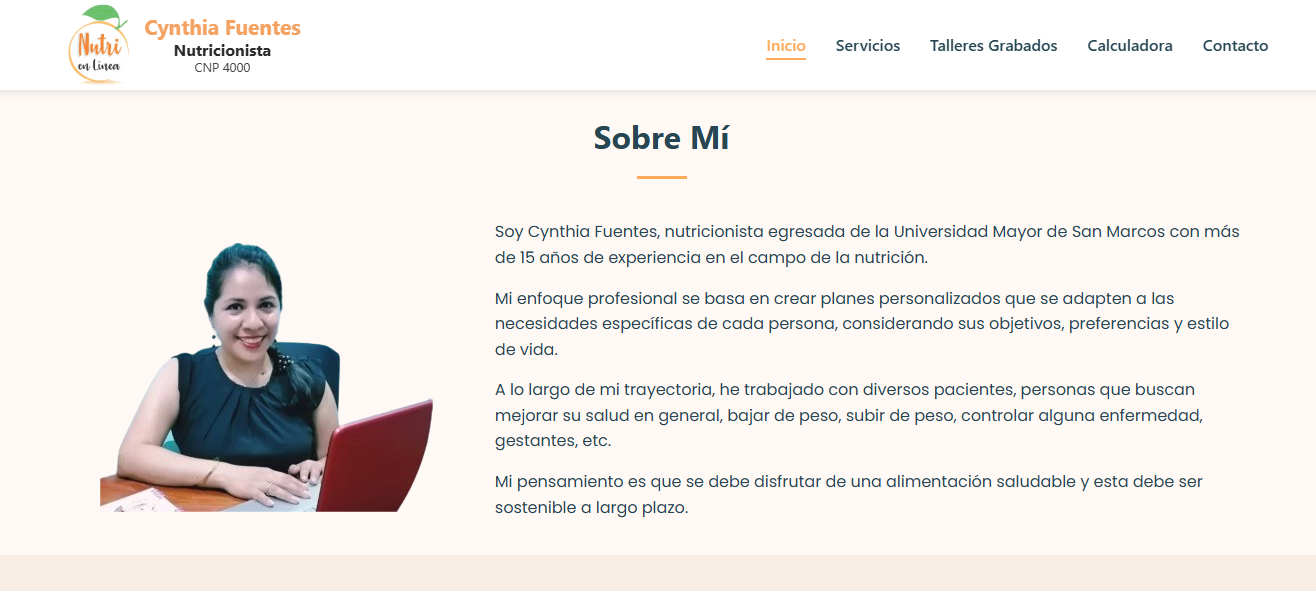 Nutri
en Línea
Cynthia Fuentes
Nutricionista
CNP 4000
Inicio
Servicios
Talleres Grabados
Calculadora
Contacto
Sobre Mí
Soy Cynthia Fuentes, nutricionista egresada de la Universidad Mayor de San Marcos con más
de 15 años de experiencia en el campo de la nutrición.
Mi enfoque profesional se basa en crear planes personalizados que se adapten a las
necesidades específicas de cada persona, considerando sus objetivos, preferencias y estilo
de vida.
A lo largo de mi trayectoria, he trabajado con diversos pacientes, personas que buscan
mejorar su salud en general, bajar de peso, subir de peso, controlar alguna enfermedad,
gestantes, etc.
Mi pensamiento es que se debe disfrutar de una alimentación saludable y esta debe ser
sostenible a largo plazo.